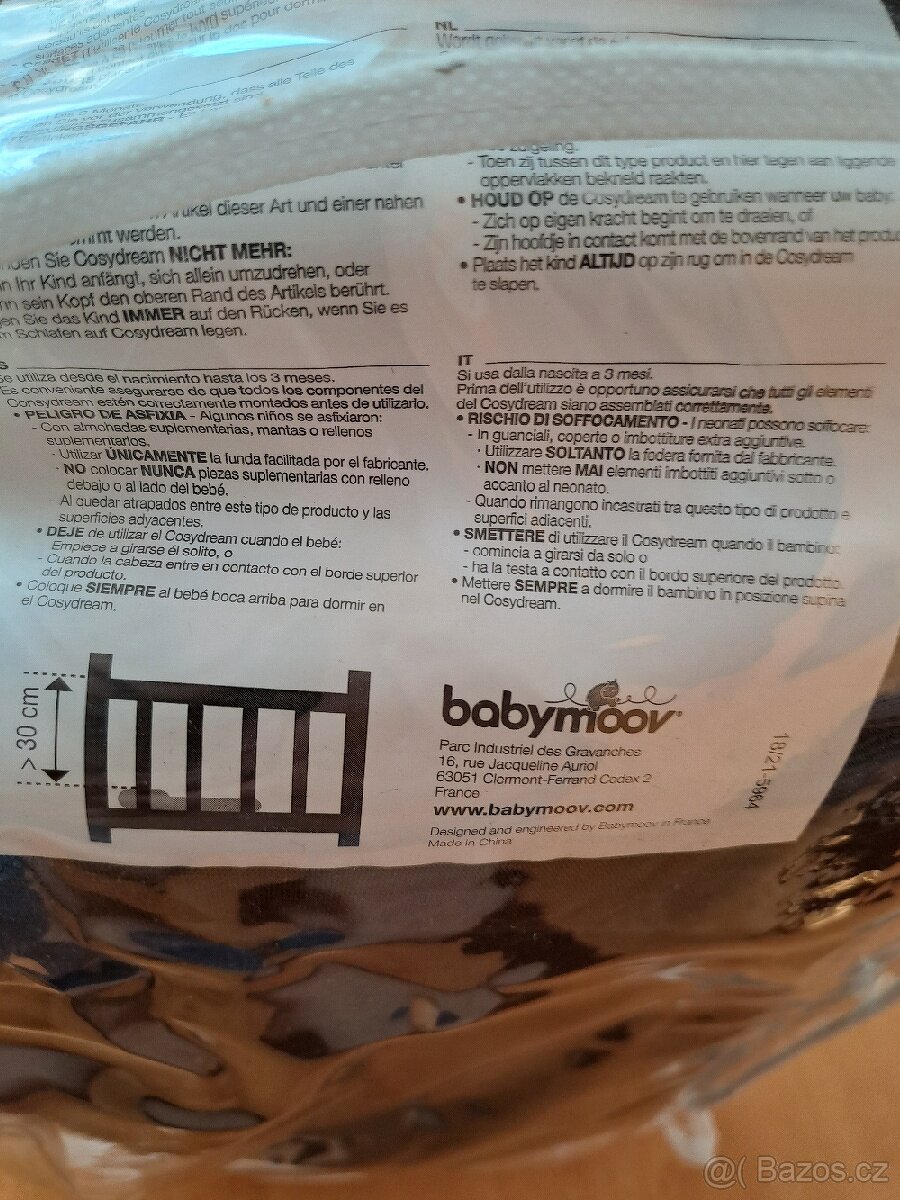 NL
dass alle Teile des
dieser Art und einer nahen
werden.
Sie Cosydream NICHT MEHR:
Ihr Kind anfängt, sich allein umzudrehen, oder
sein Kopf den oberen Rand des Artikels berührt.
Sie das Kind IMMER auf den Rücken, wenn Sie es
Schlafen auf Cosydream legen.
- Toen zij tussen dit type product en hier tegen aan liggende
oppervlakken bekneld raakten.
• HOUD OP de Cosydream te gebruiken wanneer uw baby:
- Zich op eigen kracht begint om te draaien, of
- Zijn hoofdje in contact komt met de bovenrand van het
• Plaats het kind ALTIJD op zijn rug om in de Cosydream
te slapen.
se utiliza desde el nacimiento hasta los 3 meses.
Es conveniente asegurarse de que todos los componentes del
Consydream estén correctamente montados antes de utilizarlo.
• PELIGRO DE ASFIXIA - Algunos niños se asfixiaron:
- Con almohadas suplementarias, mantas o rellenos
suplementarios.
· Utilizar ÚNICAMENTE la funda facilitada por el fabricante.
· NO colocar NUNCA piezas suplementarias con relleno
debajo o al lado del bebé.
Al quedar atrapados entre este tipo de producto y las
superficies adyacentes.
• DEJE de utilizar el Cosydream cuando el bebé:
- Empiece a girarse él solito, o
- Cuando la cabeza entre en contacto con el borde superior
del producto.
• Coloque SIEMPRE al bebé boca arriba para dormir en
el Cosydream.
IT
Si usa dalla nascita a 3 mesi.
Prima dell'utilizzo è opportuno assicurarsi che tutti gli elementi
del Cosydream siano assemblati correttamente.
• RISCHIO DI SOFFOCAMENTO - I neonati possono soffocare:
- In guanciali, coperte o imbottiture extra aggiuntive.
· Utilizzare SOLTANTO la federa fornita dal fabbricante.
· NON mettere MAI elementi imbottiti aggiuntivi sotto o
accanto al neonato.
- Quando rimangono incastrati tra questo tipo di prodotto e
superfici adiacenti.
• SMETTERE di utilizzare il Cosydream quando il bambino:
- comincia a girarsi da solo o
- ha la testa a contatto con il bordo superiore del prodotto.
• Mettere SEMPRE a dormire il bambino in posizione supina
nel Cosydream.
> 30 cm
babymoov
Parc Industriel des Gravanches
16, rue Jacqueline Auriol
63051 Clermont-Ferrand Cedex 2
France
www.babymoov.com
Designed and engineered by Babymoov in France
Made in China
18/21-5964
@( Bazos.cz